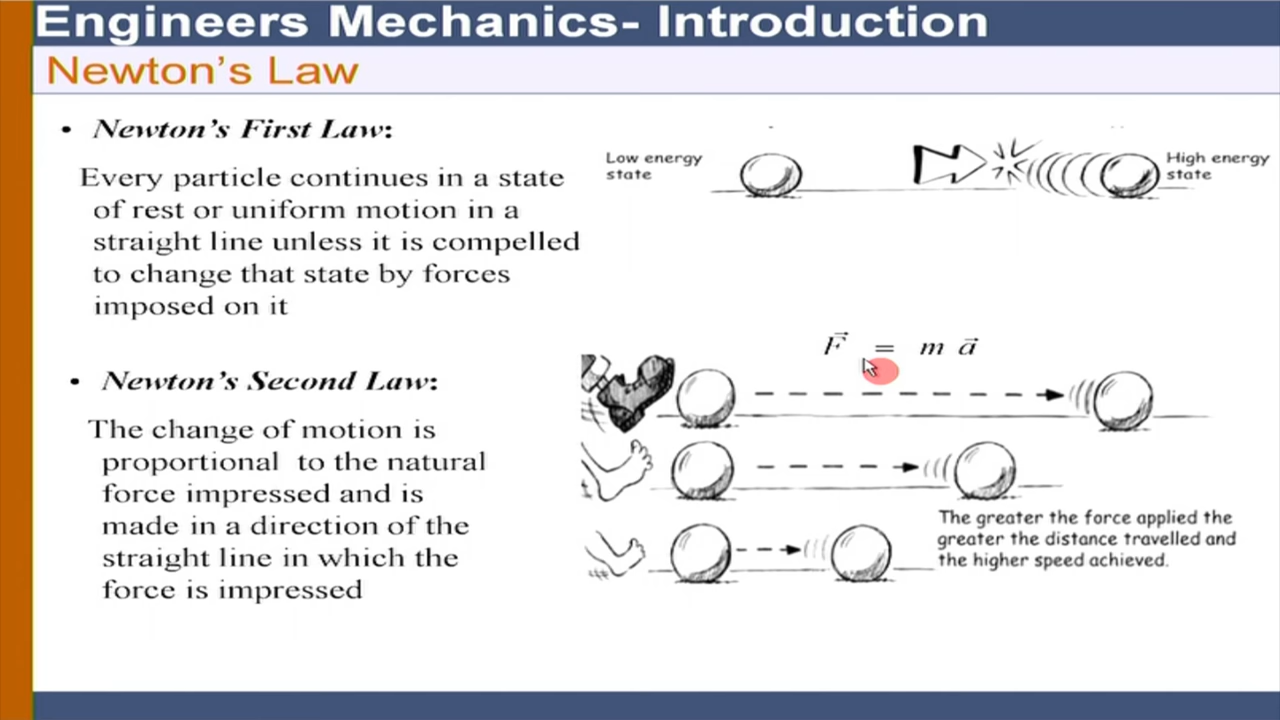 Engineers Mechanics- Introduction
Newton's Law
• Newton's First Law:
Every particle continues in a state
of rest or uniform motion in a
straight line unless it is compelled
to change that state by forces
imposed on it
Low energy
state
High energy
state
• Newton's Second Law:
The change of motion is
proportional to the natural
force impressed and is
made in a direction of the
straight line in which the
force is impressed
F⃗ = m a⃗
The greater the force applied the
greater the distance travelled and
the higher speed achieved.